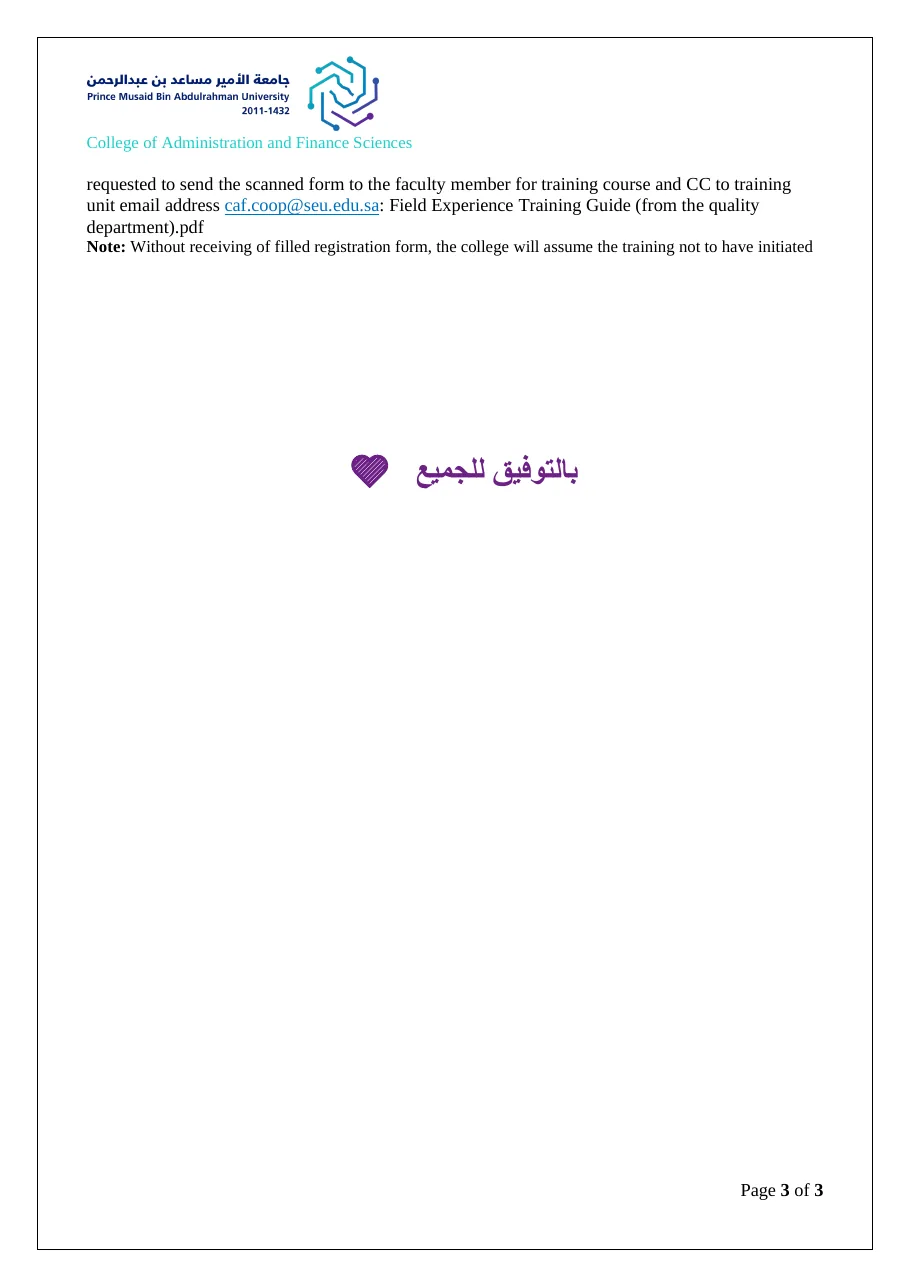 جامعة الأمير مساعد بن عبدالرحمن
Prince Musaid Bin Abdulrahman University
2011-1432
College of Administration and Finance Sciences
requested to send the scanned form to the faculty member for training course and CC to training
unit email address caf.coop@seu.edu.sa: Field Experience Training Guide (from the quality
department).pdf
Note: Without receiving of filled registration form, the college will assume the training not to have initiated
بالتوفيق للجميع
Page 3 of 3